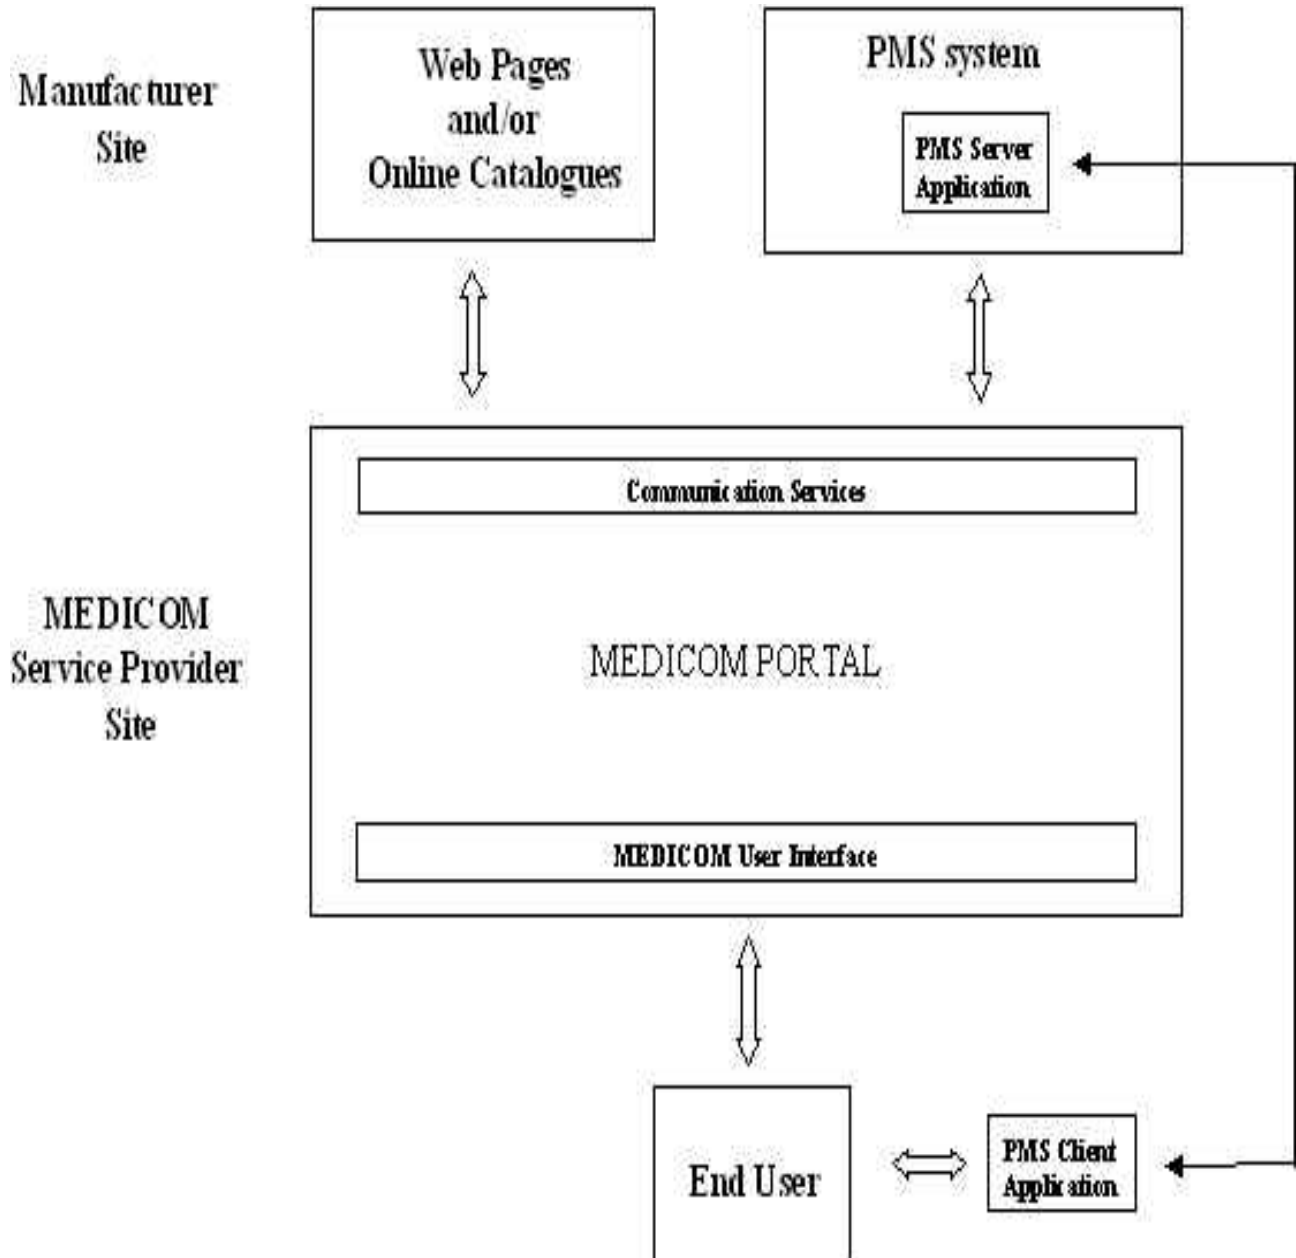 Manufacturer
Site
Web Pages
and/or
Online Catalogues
PMS system
PMS Server
Application
MEDICOM
Service Provider
Site
Communication Services
MEDICOM PORTAL
MEDICOM User Interface
End User
PMS Client
Application